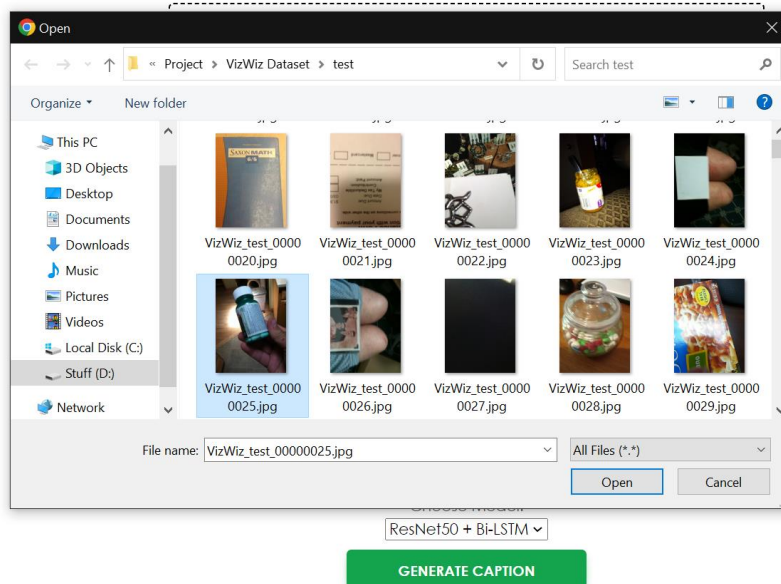 Open
« Project > VizWiz Dataset > test
Search test
Organize
New folder
This PC
3D Objects
Desktop
Documents
Downloads
Music
Pictures
Videos
Local Disk (C:)
Stuff (D:)
Network
SAXON MATH
VizWiz_test_0000
0020.jpg
VizWiz_test_0000
0021.jpg
VizWiz_test_0000
0022.jpg
VizWiz_test_0000
0023.jpg
VizWiz_test_0000
0024.jpg
VizWiz_test_0000
0025.jpg
VizWiz_test_0000
0026.jpg
VizWiz_test_0000
0027.jpg
VizWiz_test_0000
0028.jpg
VizWiz_test_0000
0029.jpg
File name: VizWiz_test_00000025.jpg
All Files (*.*)
Open
Cancel
ResNet50 + Bi-LSTM
GENERATE CAPTION